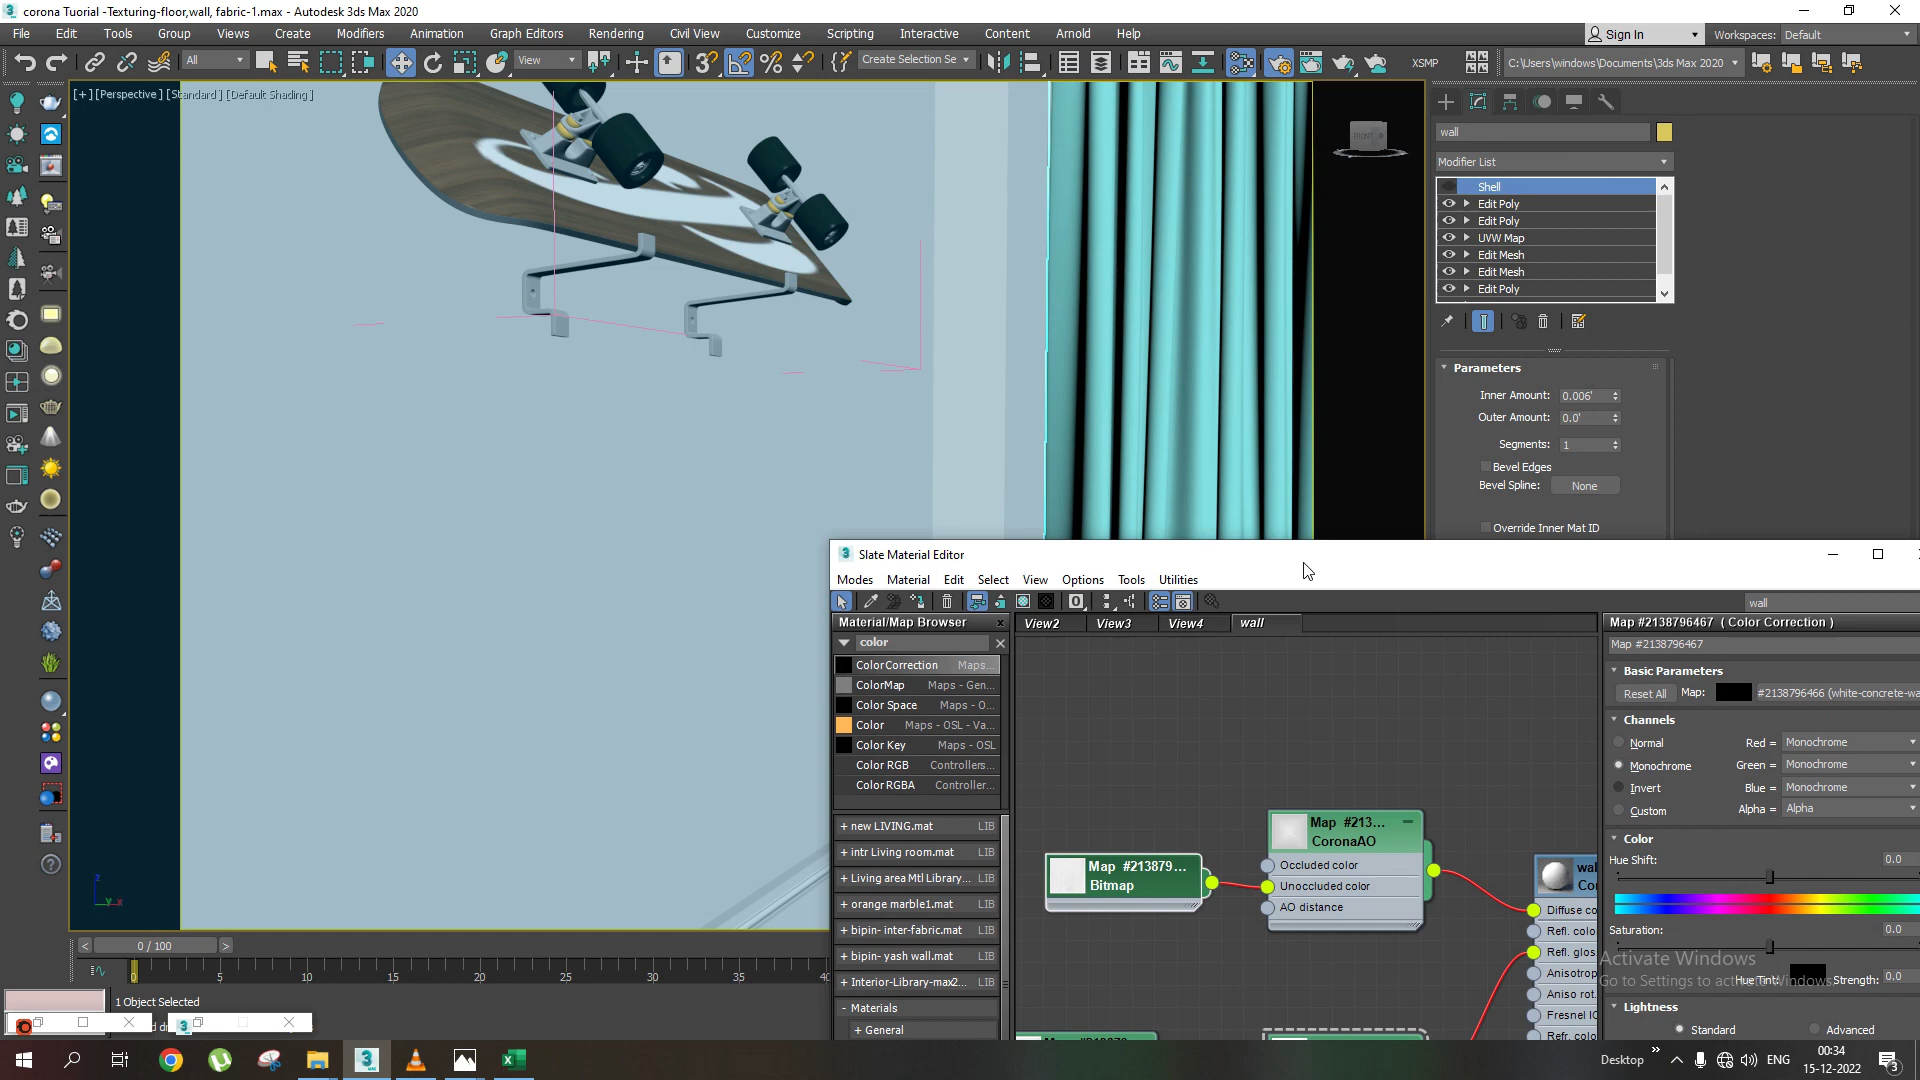 corona Tuorial -Texturing-floor,wall, fabric-1.max - Autodesk 3ds Max 2020
File Edit Tools Group Views Create Modifiers Animation Graph Editors Rendering Civil View Customize Scripting Interactive Content Arnold Help
Sign In Workspaces: Default
All View Create Selection Se XSMP C:\Users\windows\Documents\3ds Max 2020
[+] [Perspective] [Standard] [Default Shading]
FRONT
wall
Modifier List
Shell
Edit Poly
Edit Poly
UVW Map
Edit Mesh
Edit Mesh
Edit Poly
Parameters
Inner Amount: 0.006'
Outer Amount: 0.0'
Segments: 1
Bevel Edges
Bevel Spline: None
Override Inner Mat ID
Slate Material Editor
Modes Material Edit Select View Options Tools Utilities
wall
Material/Map Browser
View2 View3 View4 wall
Map #2138796467 ( Color Correction )
color
Map #2138796467
ColorCorrection Maps...
ColorMap Maps - Gen...
Color Space Maps - O...
Color Maps - OSL - Va...
Color Key Maps - OSL
Color RGB Controllers...
Color RGBA Controller...
+ new LIVING.mat LIB
+ intr Living room.mat LIB
+ Living area Mtl Library... LIB
+ orange marble1.mat LIB
+ bipin- inter-fabric.mat LIB
+ bipin- yash wall.mat LIB
+ Interior-Library-max2... LIB
- Materials
+ General
Map #213879...
Bitmap
Map #213...
CoronaAO
Occluded color
Unoccluded color
AO distance
wal
Co
Diffuse co
Refl. colo
Refl. glos
Anisotrop
Aniso rot.
Fresnel IO
Refr. colo
Basic Parameters
Reset All Map: #2138796466 (white-concrete-wa
Channels
Normal Red = Monochrome
Monochrome Green = Monochrome
Invert Blue = Monochrome
Custom Alpha = Alpha
Color
Hue Shift: 0.0
Saturation: 0.0
Hue Tint: Strength: 0.0
Lightness
Standard Advanced
Activate Windows
Go to Settings to activate Windows.
z
y x
< 0 / 100 >
0 5 10 15 20 25 30 35 40
1 Object Selected
Desktop ENG
00:34
15-12-2022
3